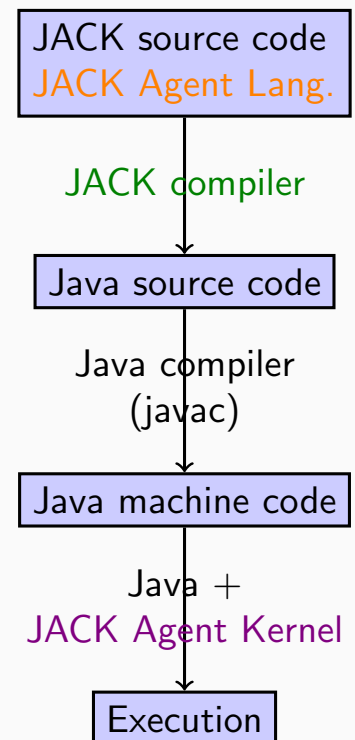 JACK source code
JACK Agent Lang.
JACK compiler
Java source code
Java compiler
(javac)
Java machine code
Java +
JACK Agent Kernel
Execution